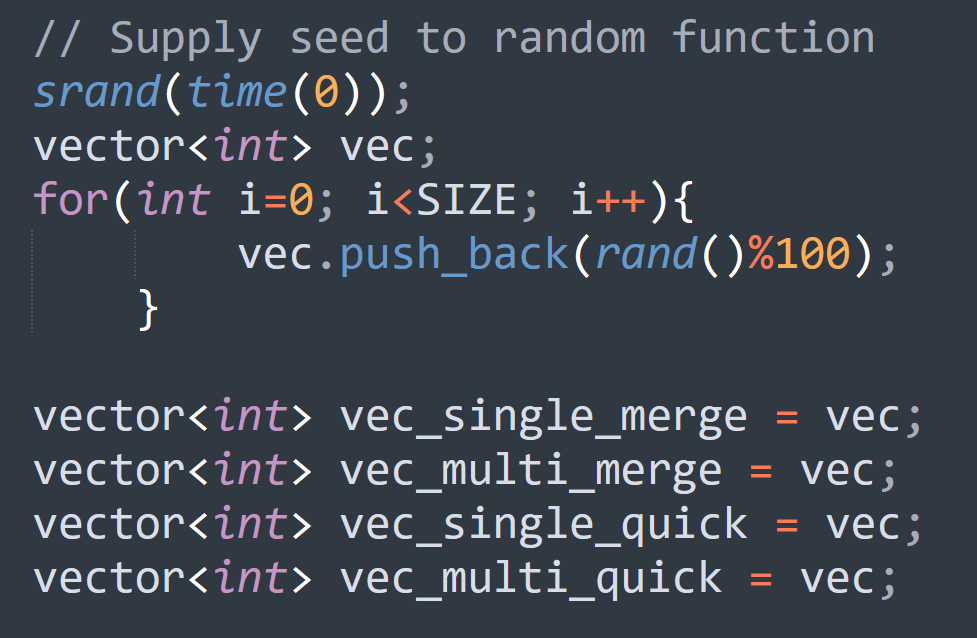 // Supply seed to random function
srand(time(0));
vector<int> vec;
for(int i=0; i<SIZE; i++){
        vec.push_back(rand()%100);
    }

vector<int> vec_single_merge = vec;
vector<int> vec_multi_merge = vec;
vector<int> vec_single_quick = vec;
vector<int> vec_multi_quick = vec;